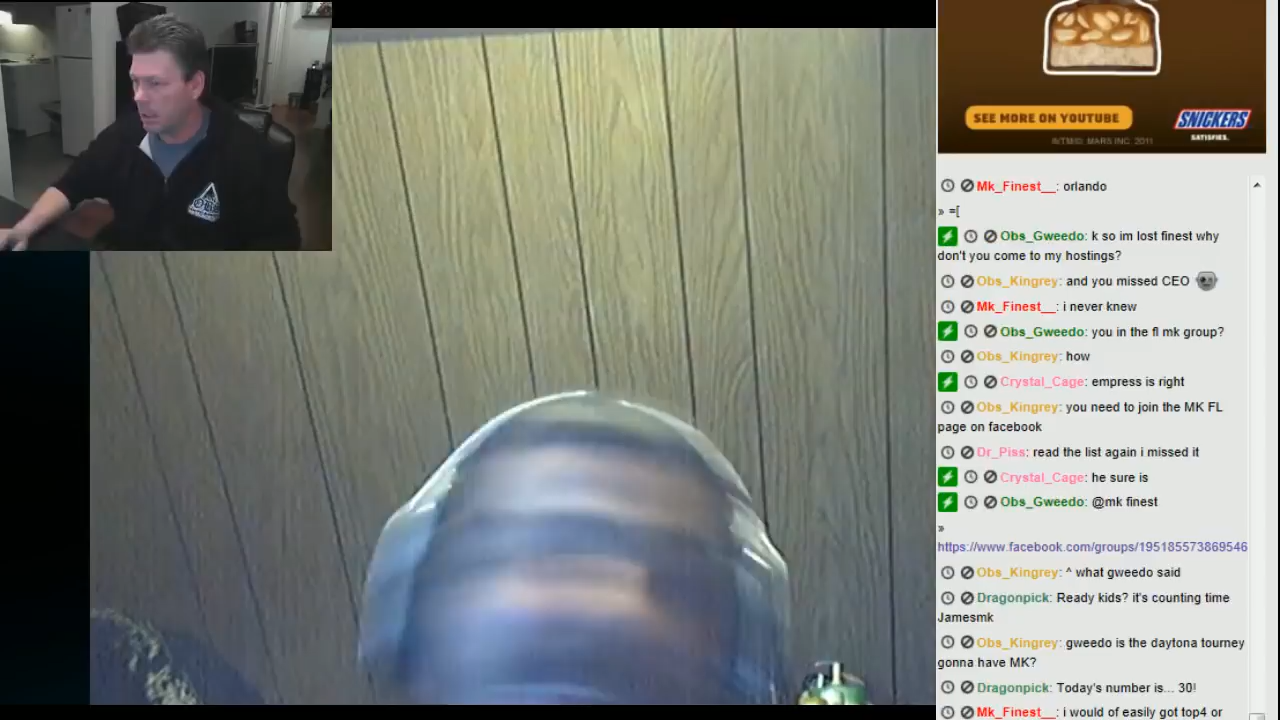 SEE MORE ON YOUTUBE
SNICKERS
SATISFIES.
®/TM© MARS INC. 2011
Mk_Finest__: orlando
» =[
Obs_Gweedo: k so im lost finest why
don't you come to my hostings?
Obs_Kingrey: and you missed CEO
Mk_Finest__: i never knew
Obs_Gweedo: you in the fl mk group?
Obs_Kingrey: how
Crystal_Cage: empress is right
Obs_Kingrey: you need to join the MK FL
page on facebook
Dr_Piss: read the list again i missed it
Crystal_Cage: he sure is
Obs_Gweedo: @mk finest
»
https://www.facebook.com/groups/195185573869546
Obs_Kingrey: ^ what gweedo said
Dragonpick: Ready kids? it's counting time
Jamesmk
Obs_Kingrey: gweedo is the daytona tourney
gonna have MK?
Dragonpick: Today's number is... 30!
Mk_Finest__: i would of easily got top4 or